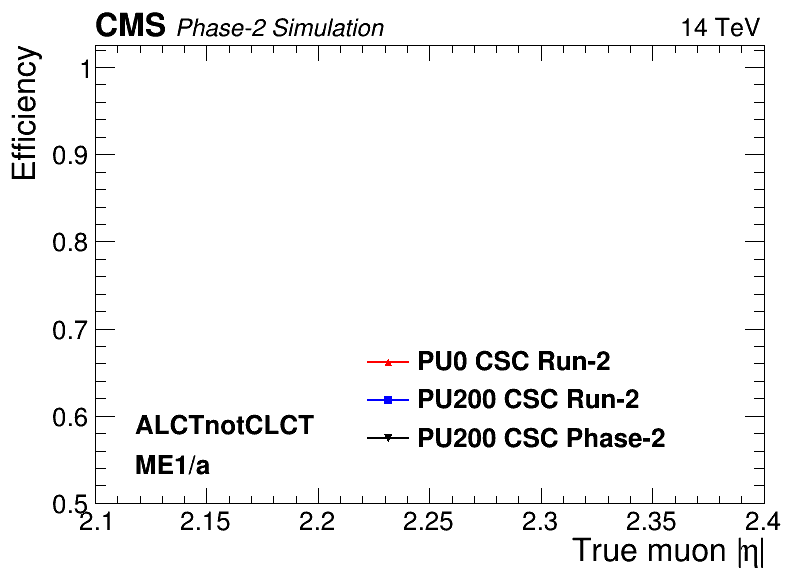 CMS Phase-2 Simulation 14 TeV
Efficiency
1
0.9
0.8
0.7
0.6
0.5
PU0 CSC Run-2
PU200 CSC Run-2
PU200 CSC Phase-2
ALCTnotCLCT
ME1/a
2.1 2.15 2.2 2.25 2.3 2.35 2.4
True muon |η|